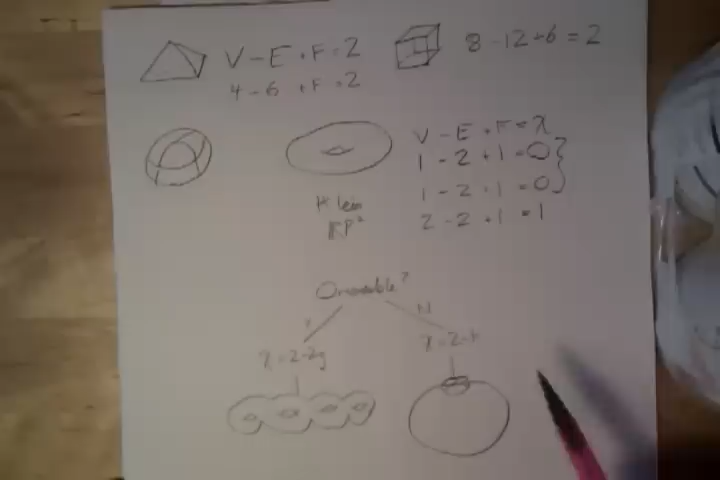 V - E + F = 2
4 - 6 + F = 2
8 - 12 + 6 = 2
V - E + F = χ
1 - 2 + 1 = 0
Klein 1 - 2 + 1 = 0
RP² 2 - 2 + 1 = 1
Orientable?
Y N
χ = 2 - 2g χ = 2 - k